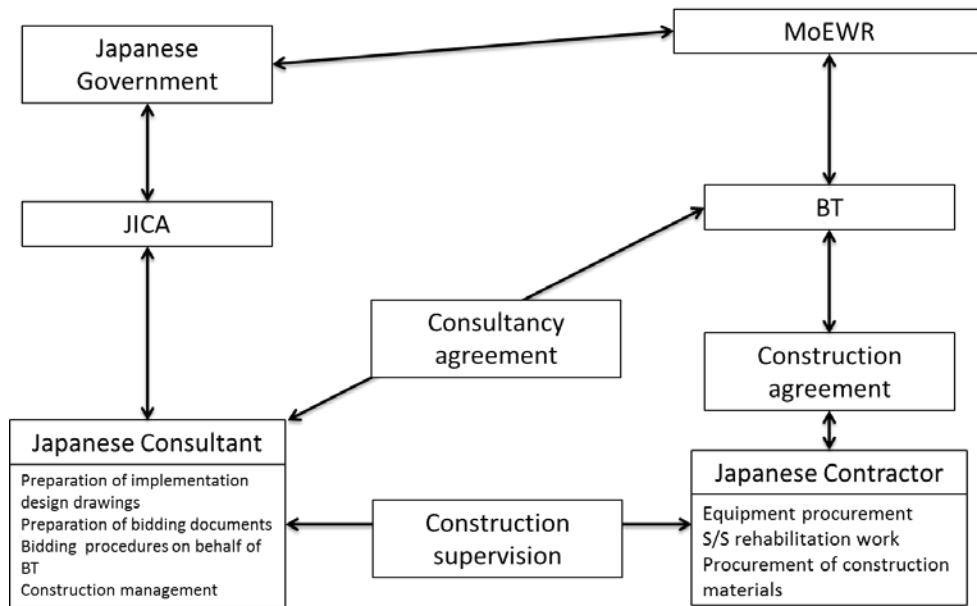 Japanese
Government
MoEWR
JICA
BT
Consultancy
agreement
Construction
agreement
Japanese Consultant
Preparation of implementation
design drawings
Preparation of bidding documents
Bidding procedures on behalf of
BT
Construction management
Construction
supervision
Japanese Contractor
Equipment procurement
S/S rehabilitation work
Procurement of construction
materials